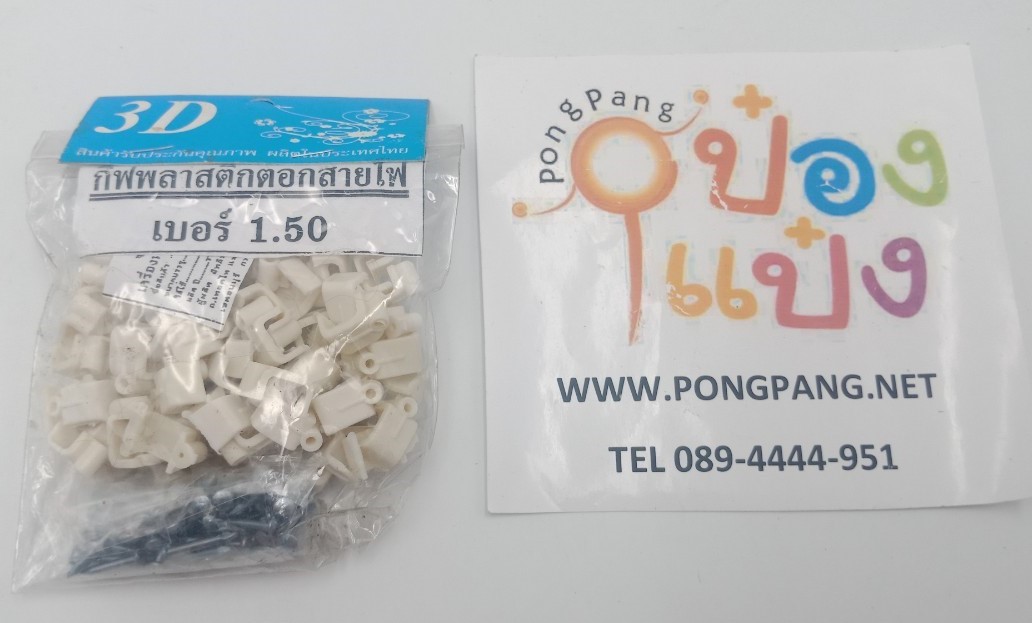 3D
สินค้ารับประกันคุณภาพ ผลิตในประเทศไทย
กิ๊ฟพลาสติกตอกสายไฟ
เบอร์ 1.50
PongPang
ป๋อง
แป๋ง
WWW.PONGPANG.NET
TEL 089-4444-951